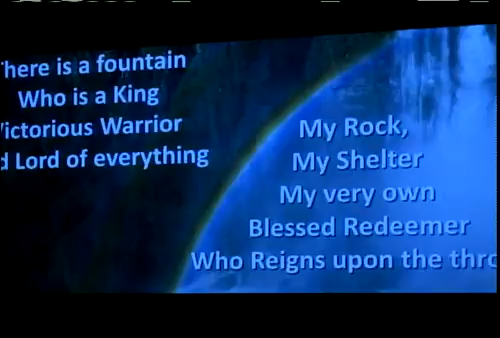 here is a fountain
Who is a King
ictorious Warrior
d Lord of everything
My Rock,
My Shelter
My very own
Blessed Redeemer
Who Reigns upon the thro